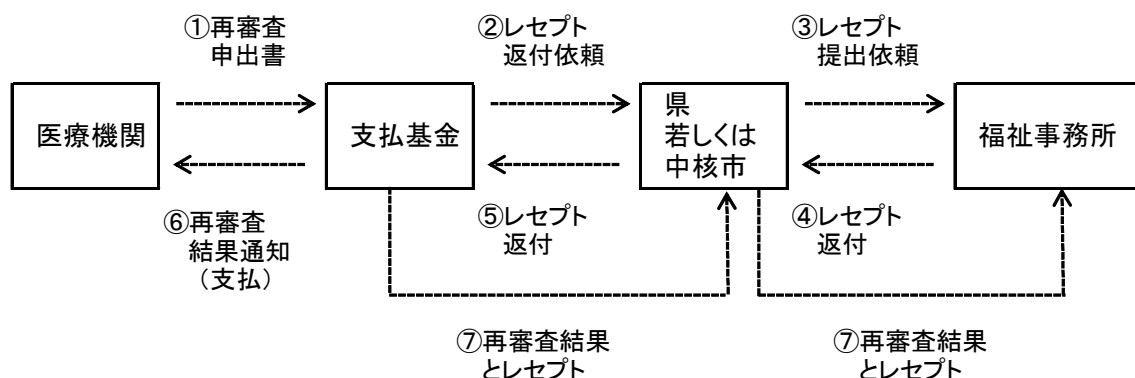 ①再審査
申出書
②レセプト
返付依頼
③レセプト
提出依頼
医療機関
支払基金
県
若しくは
中核市
福祉事務所
⑥再審査
結果通知
（支払）
⑤レセプト
返付
④レセプト
返付
⑦再審査結果
とレセプト
⑦再審査結果
とレセプト